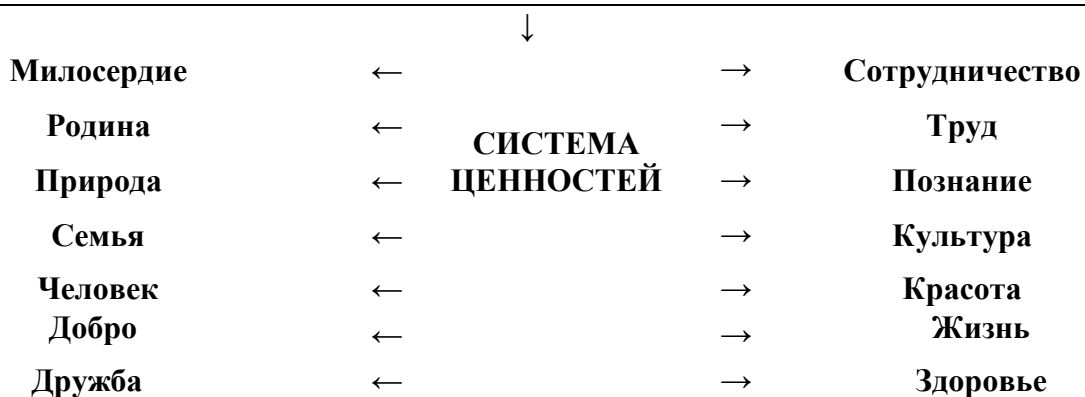 ↓
Милосердие ← → Сотрудничество
Родина ← → Труд
СИСТЕМА
ЦЕННОСТЕЙ
Природа ← → Познание
Семья ← → Культура
Человек ← → Красота
Добро ← → Жизнь
Дружба ← → Здоровье